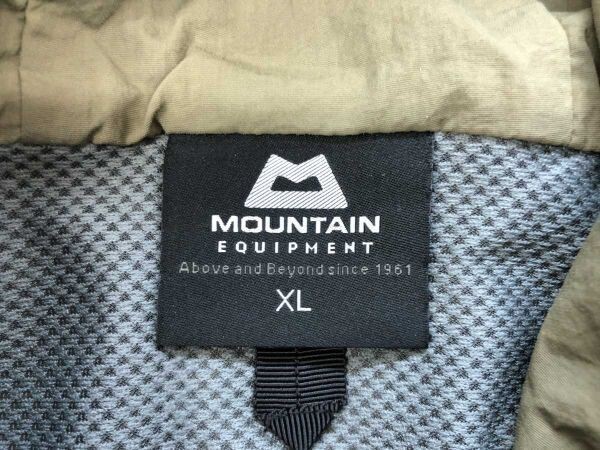 MOUNTAIN
EQUIPMENT
Above and Beyond since 1961
XL